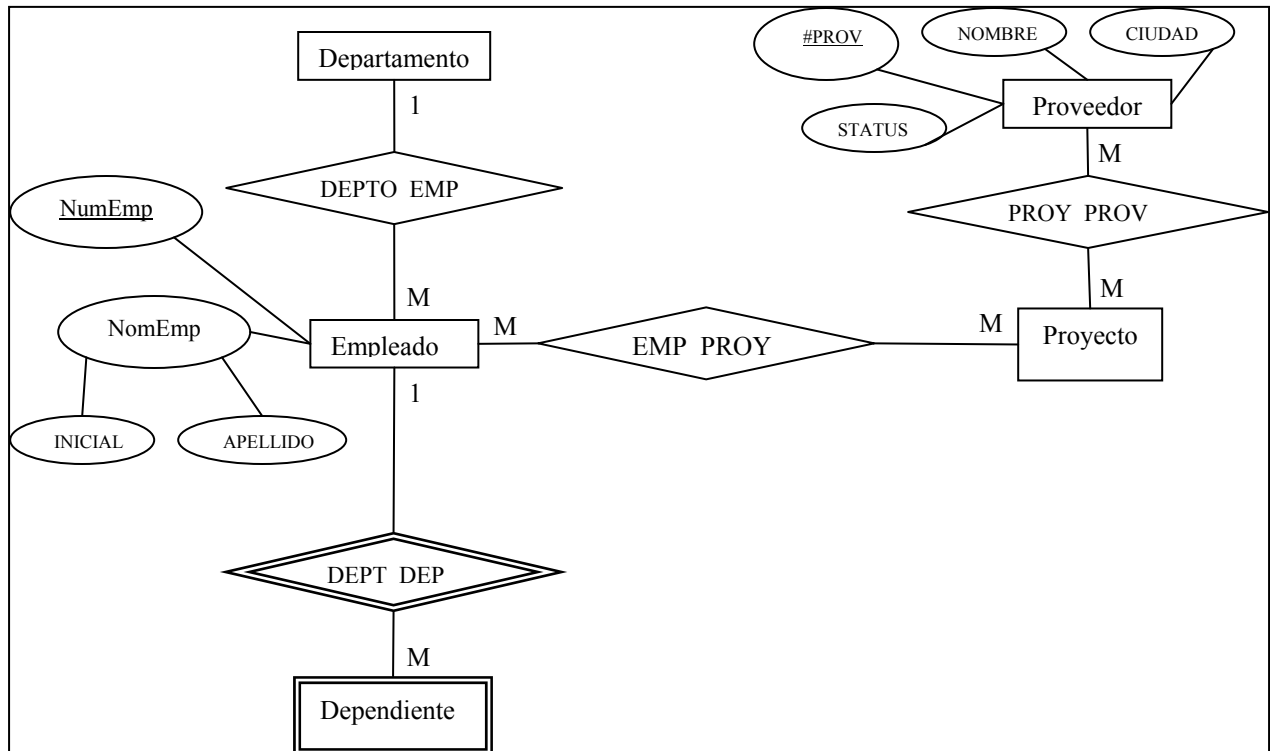 #PROV
NOMBRE
CIUDAD
Departamento
1
STATUS
Proveedor
M
DEPTO EMP
NumEmp
PROY PROV
M
M
NomEmp
Empleado
M
EMP PROY
M
Proyecto
1
INICIAL
APELLIDO
DEPT DEP
M
Dependiente